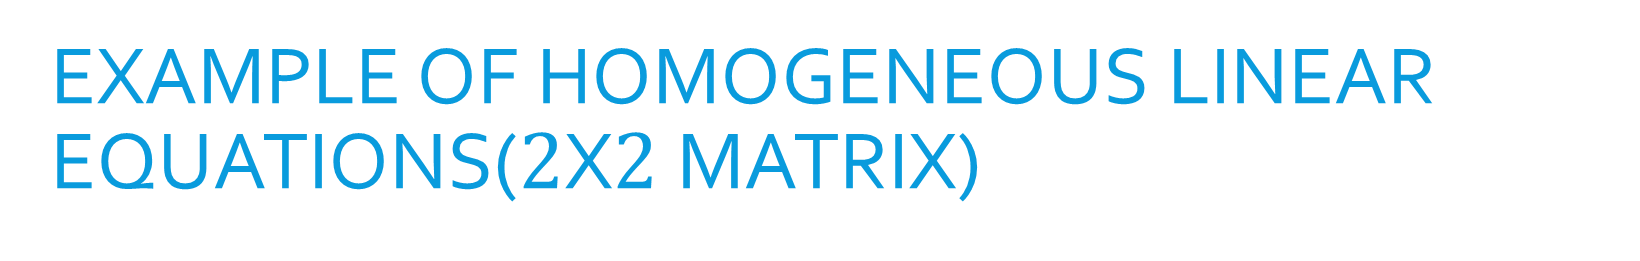 EXAMPLE OF HOMOGENEOUS LINEAR
EQUATIONS(2X2 MATRIX)